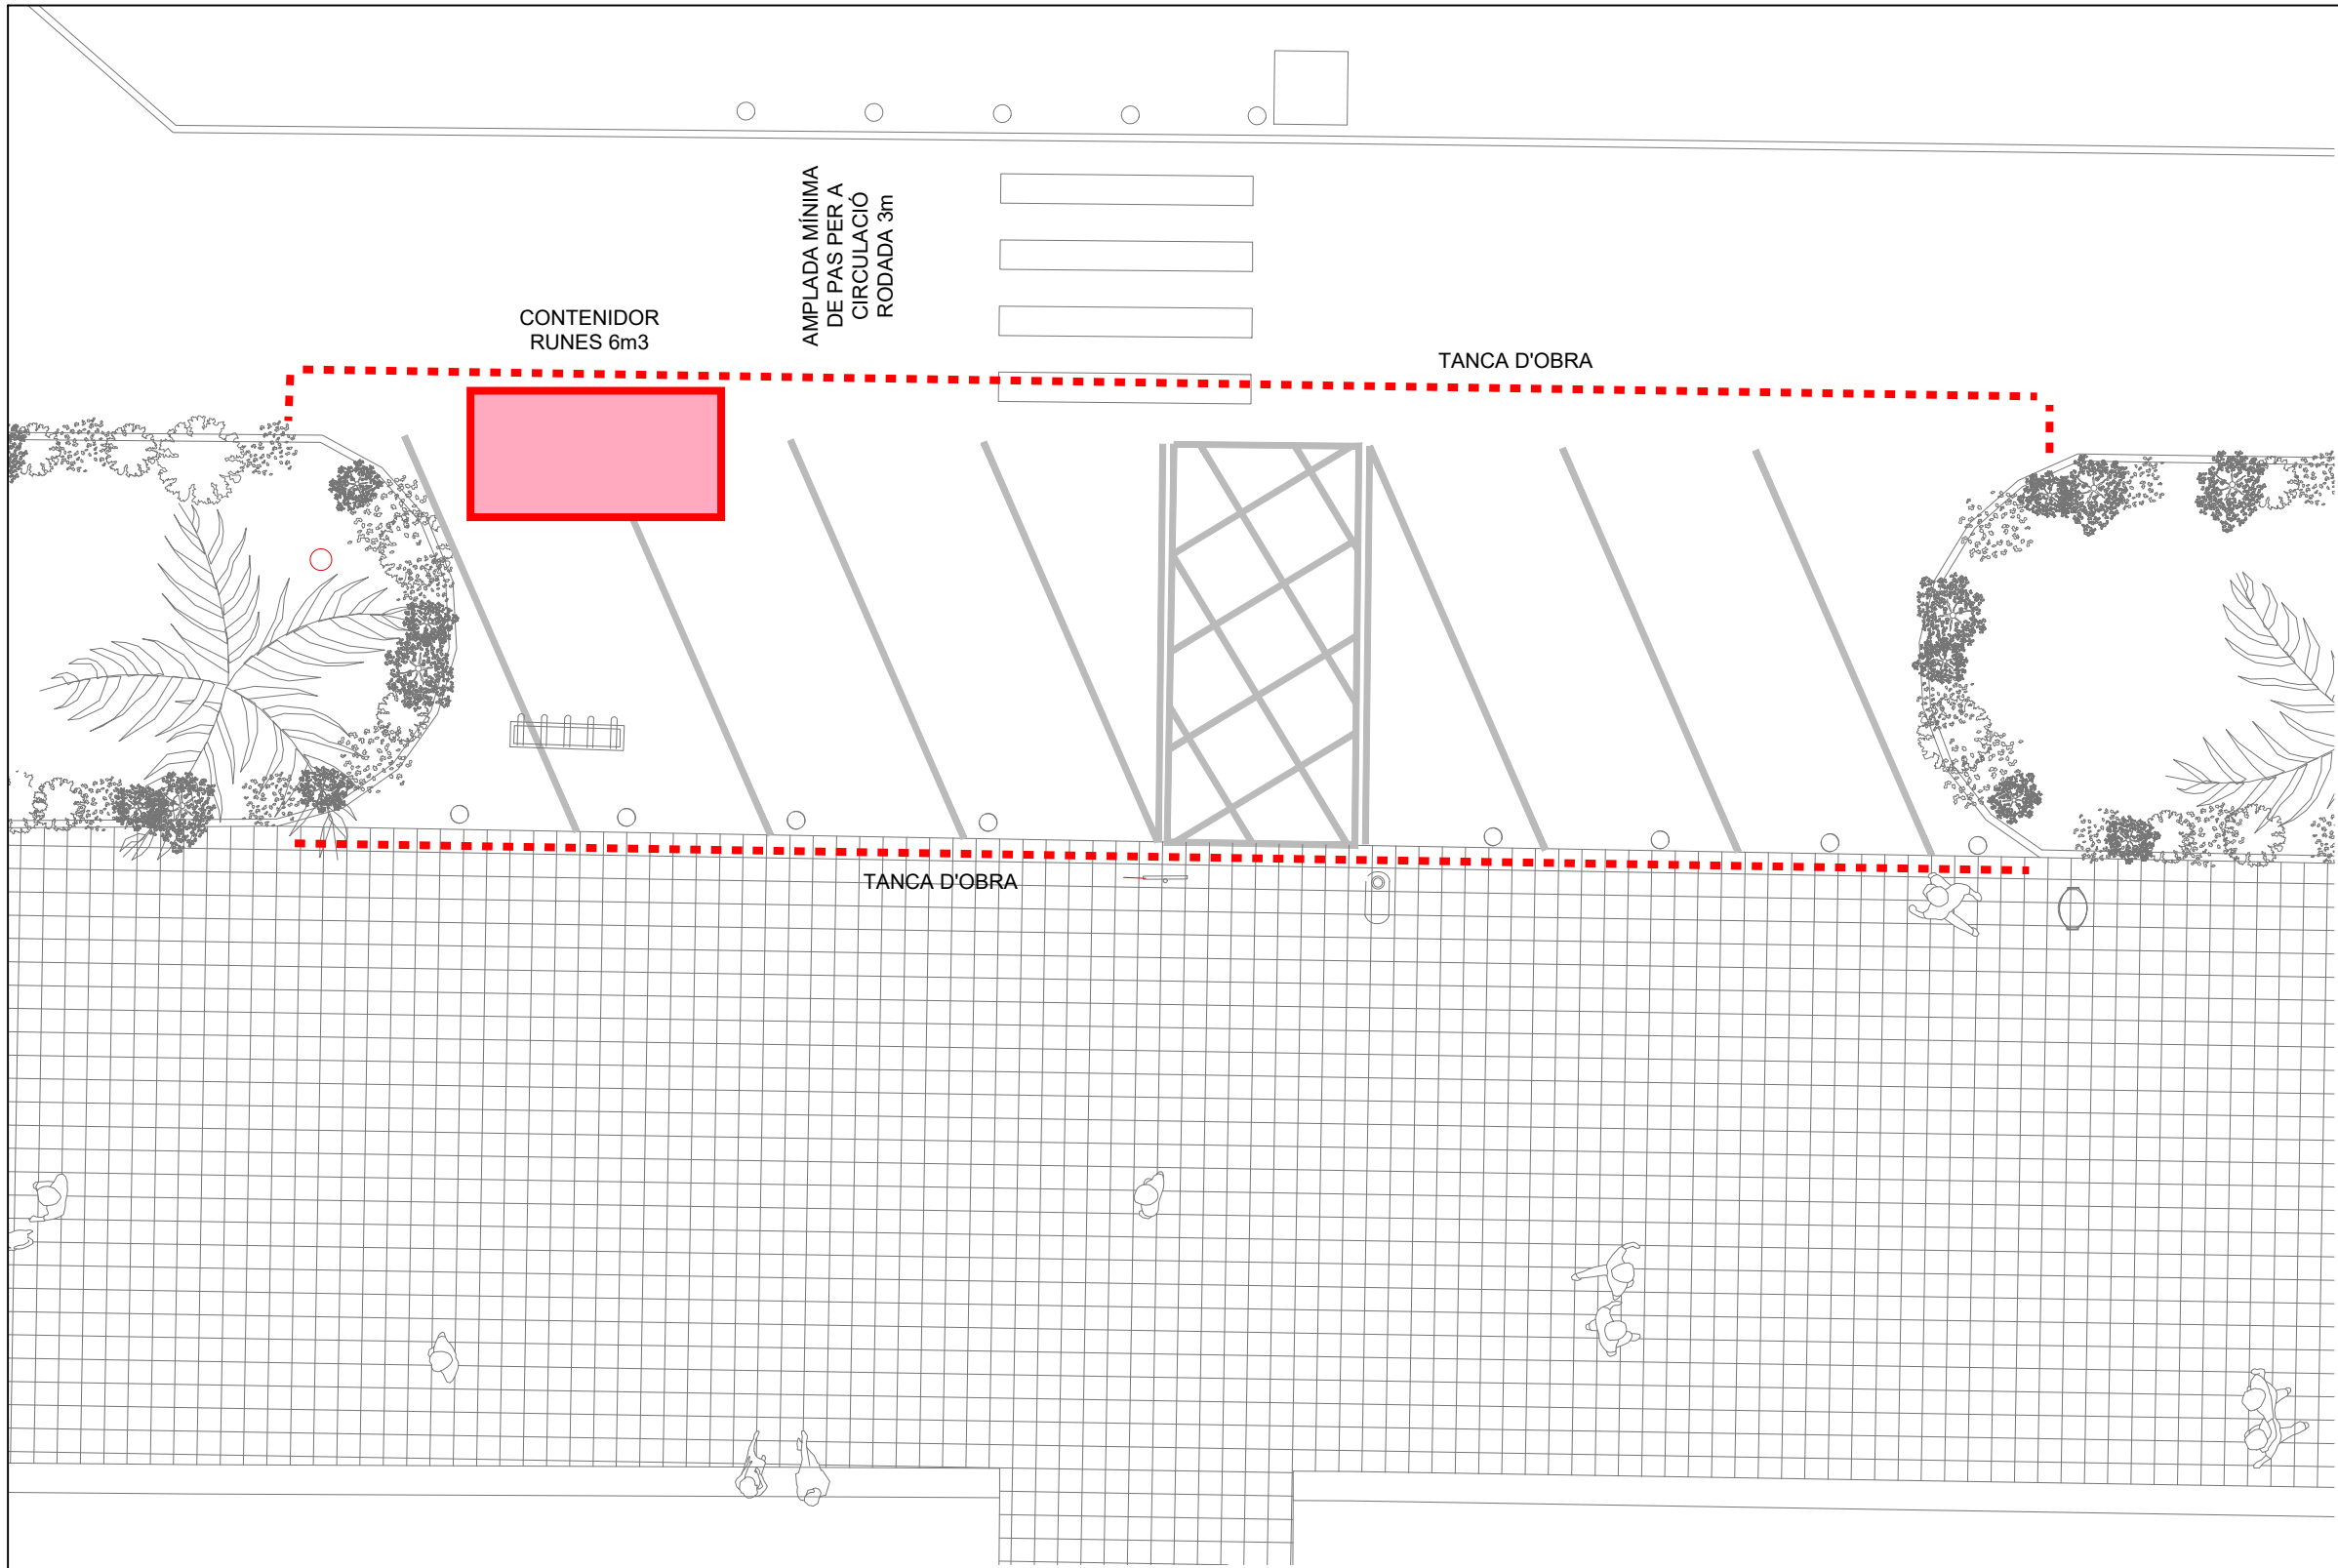 AMPLADA MÍNIMA
DE PAS PER A
CIRCULACIÓ
RODADA 3m
CONTENIDOR
RUNES 6m3
TANCA D'OBRA
TANCA D'OBRA